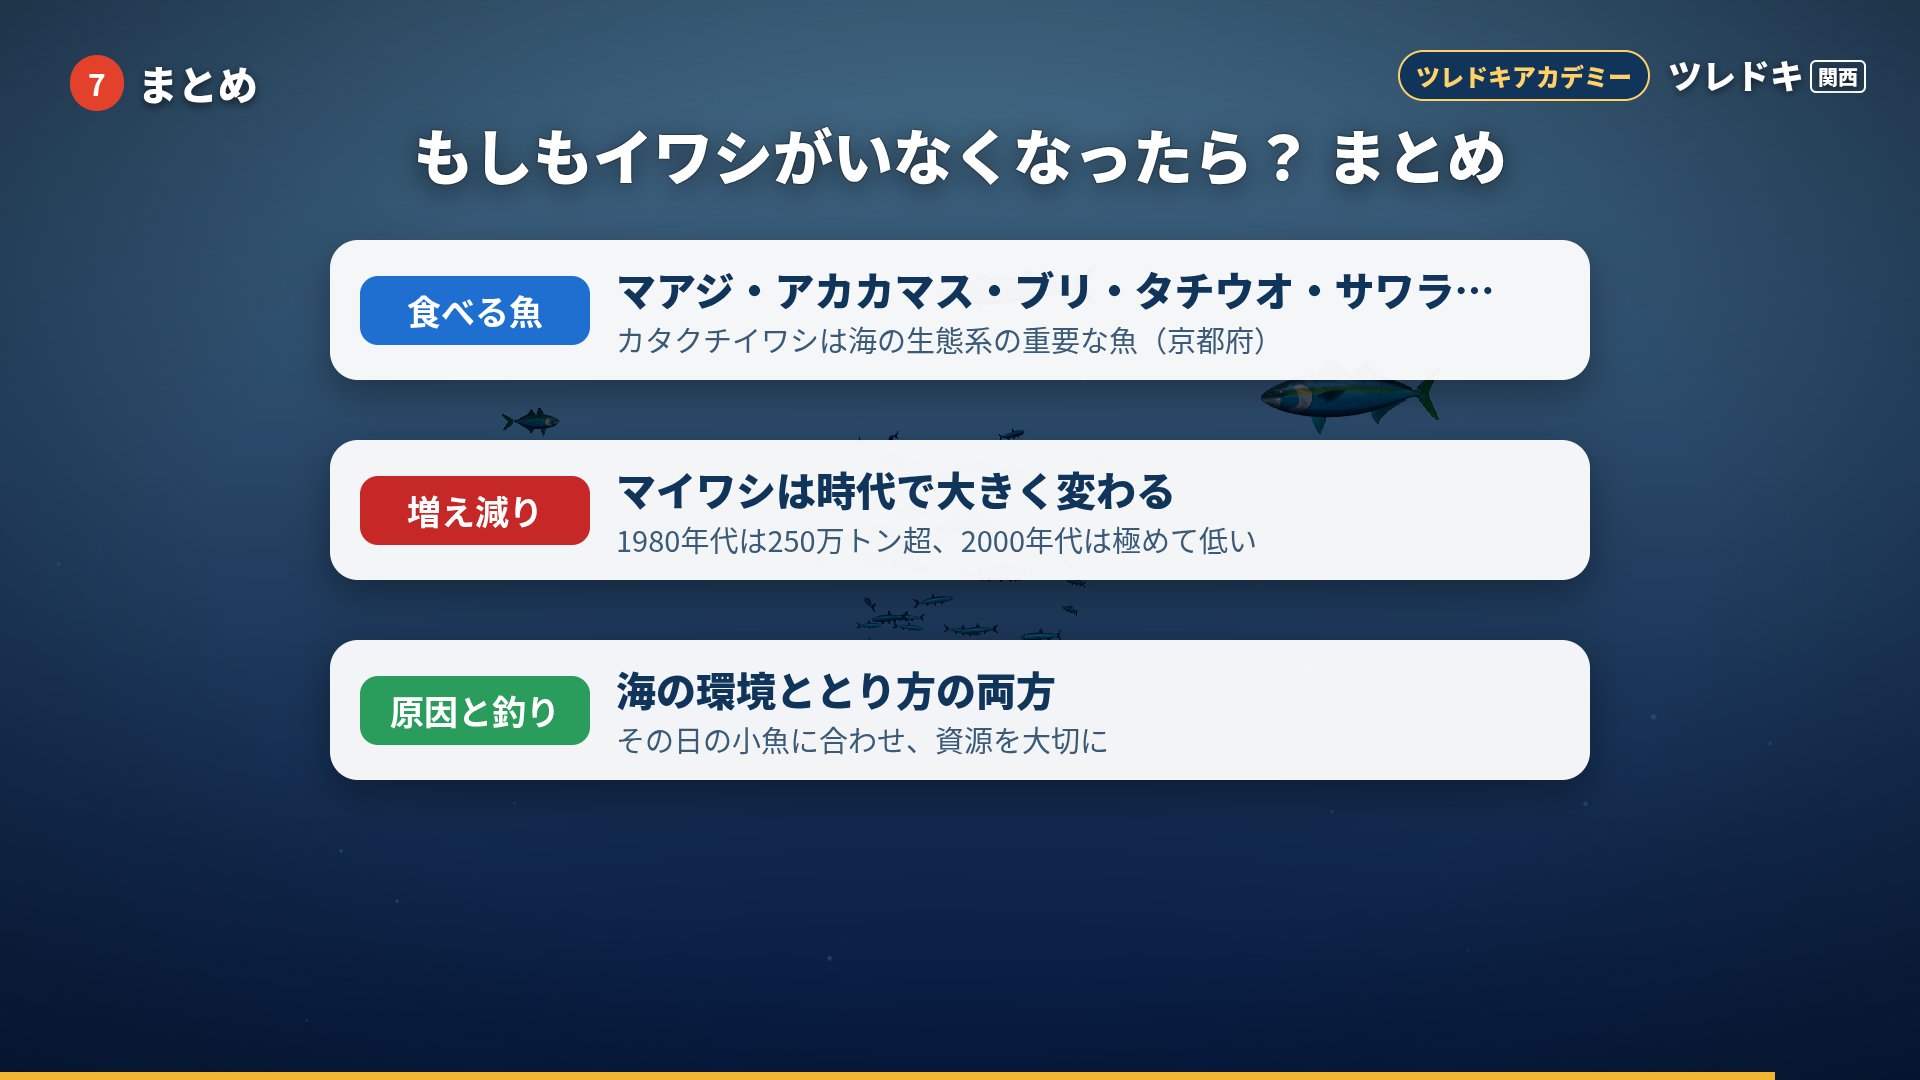 7 まとめ
ツレドキアカデミー ツレドキ 関西
もしもイワシがいなくなったら？ まとめ
食べる魚
マアジ・アカカマス・ブリ・タチウオ・サワラ…
カタクチイワシは海の生態系の重要な魚（京都府）
増え減り
マイワシは時代で大きく変わる
1980年代は250万トン超、2000年代は極めて低い
原因と釣り
海の環境ととり方の両方
その日の小魚に合わせ、資源を大切に